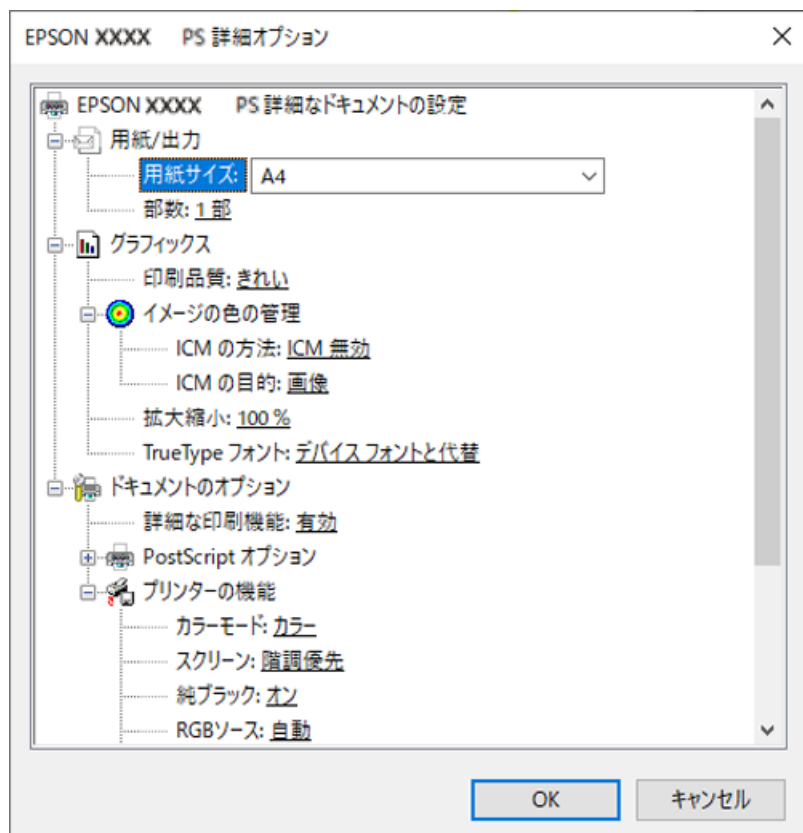 EPSON XXXX PS 詳細オプション
EPSON XXXX PS 詳細なドキュメントの設定
用紙/出力
用紙サイズ: A4
部数: 1 部
グラフィックス
印刷品質: きれい
イメージの色の管理
ICM の方法: ICM 無効
ICM の目的: 画像
拡大縮小: 100 %
TrueType フォント: デバイス フォントと代替
ドキュメントのオプション
詳細な印刷機能: 有効
PostScript オプション
プリンターの機能
カラーモード: カラー
スクリーン: 階調優先
純ブラック: オン
RGBソース: 自動
OK キャンセル